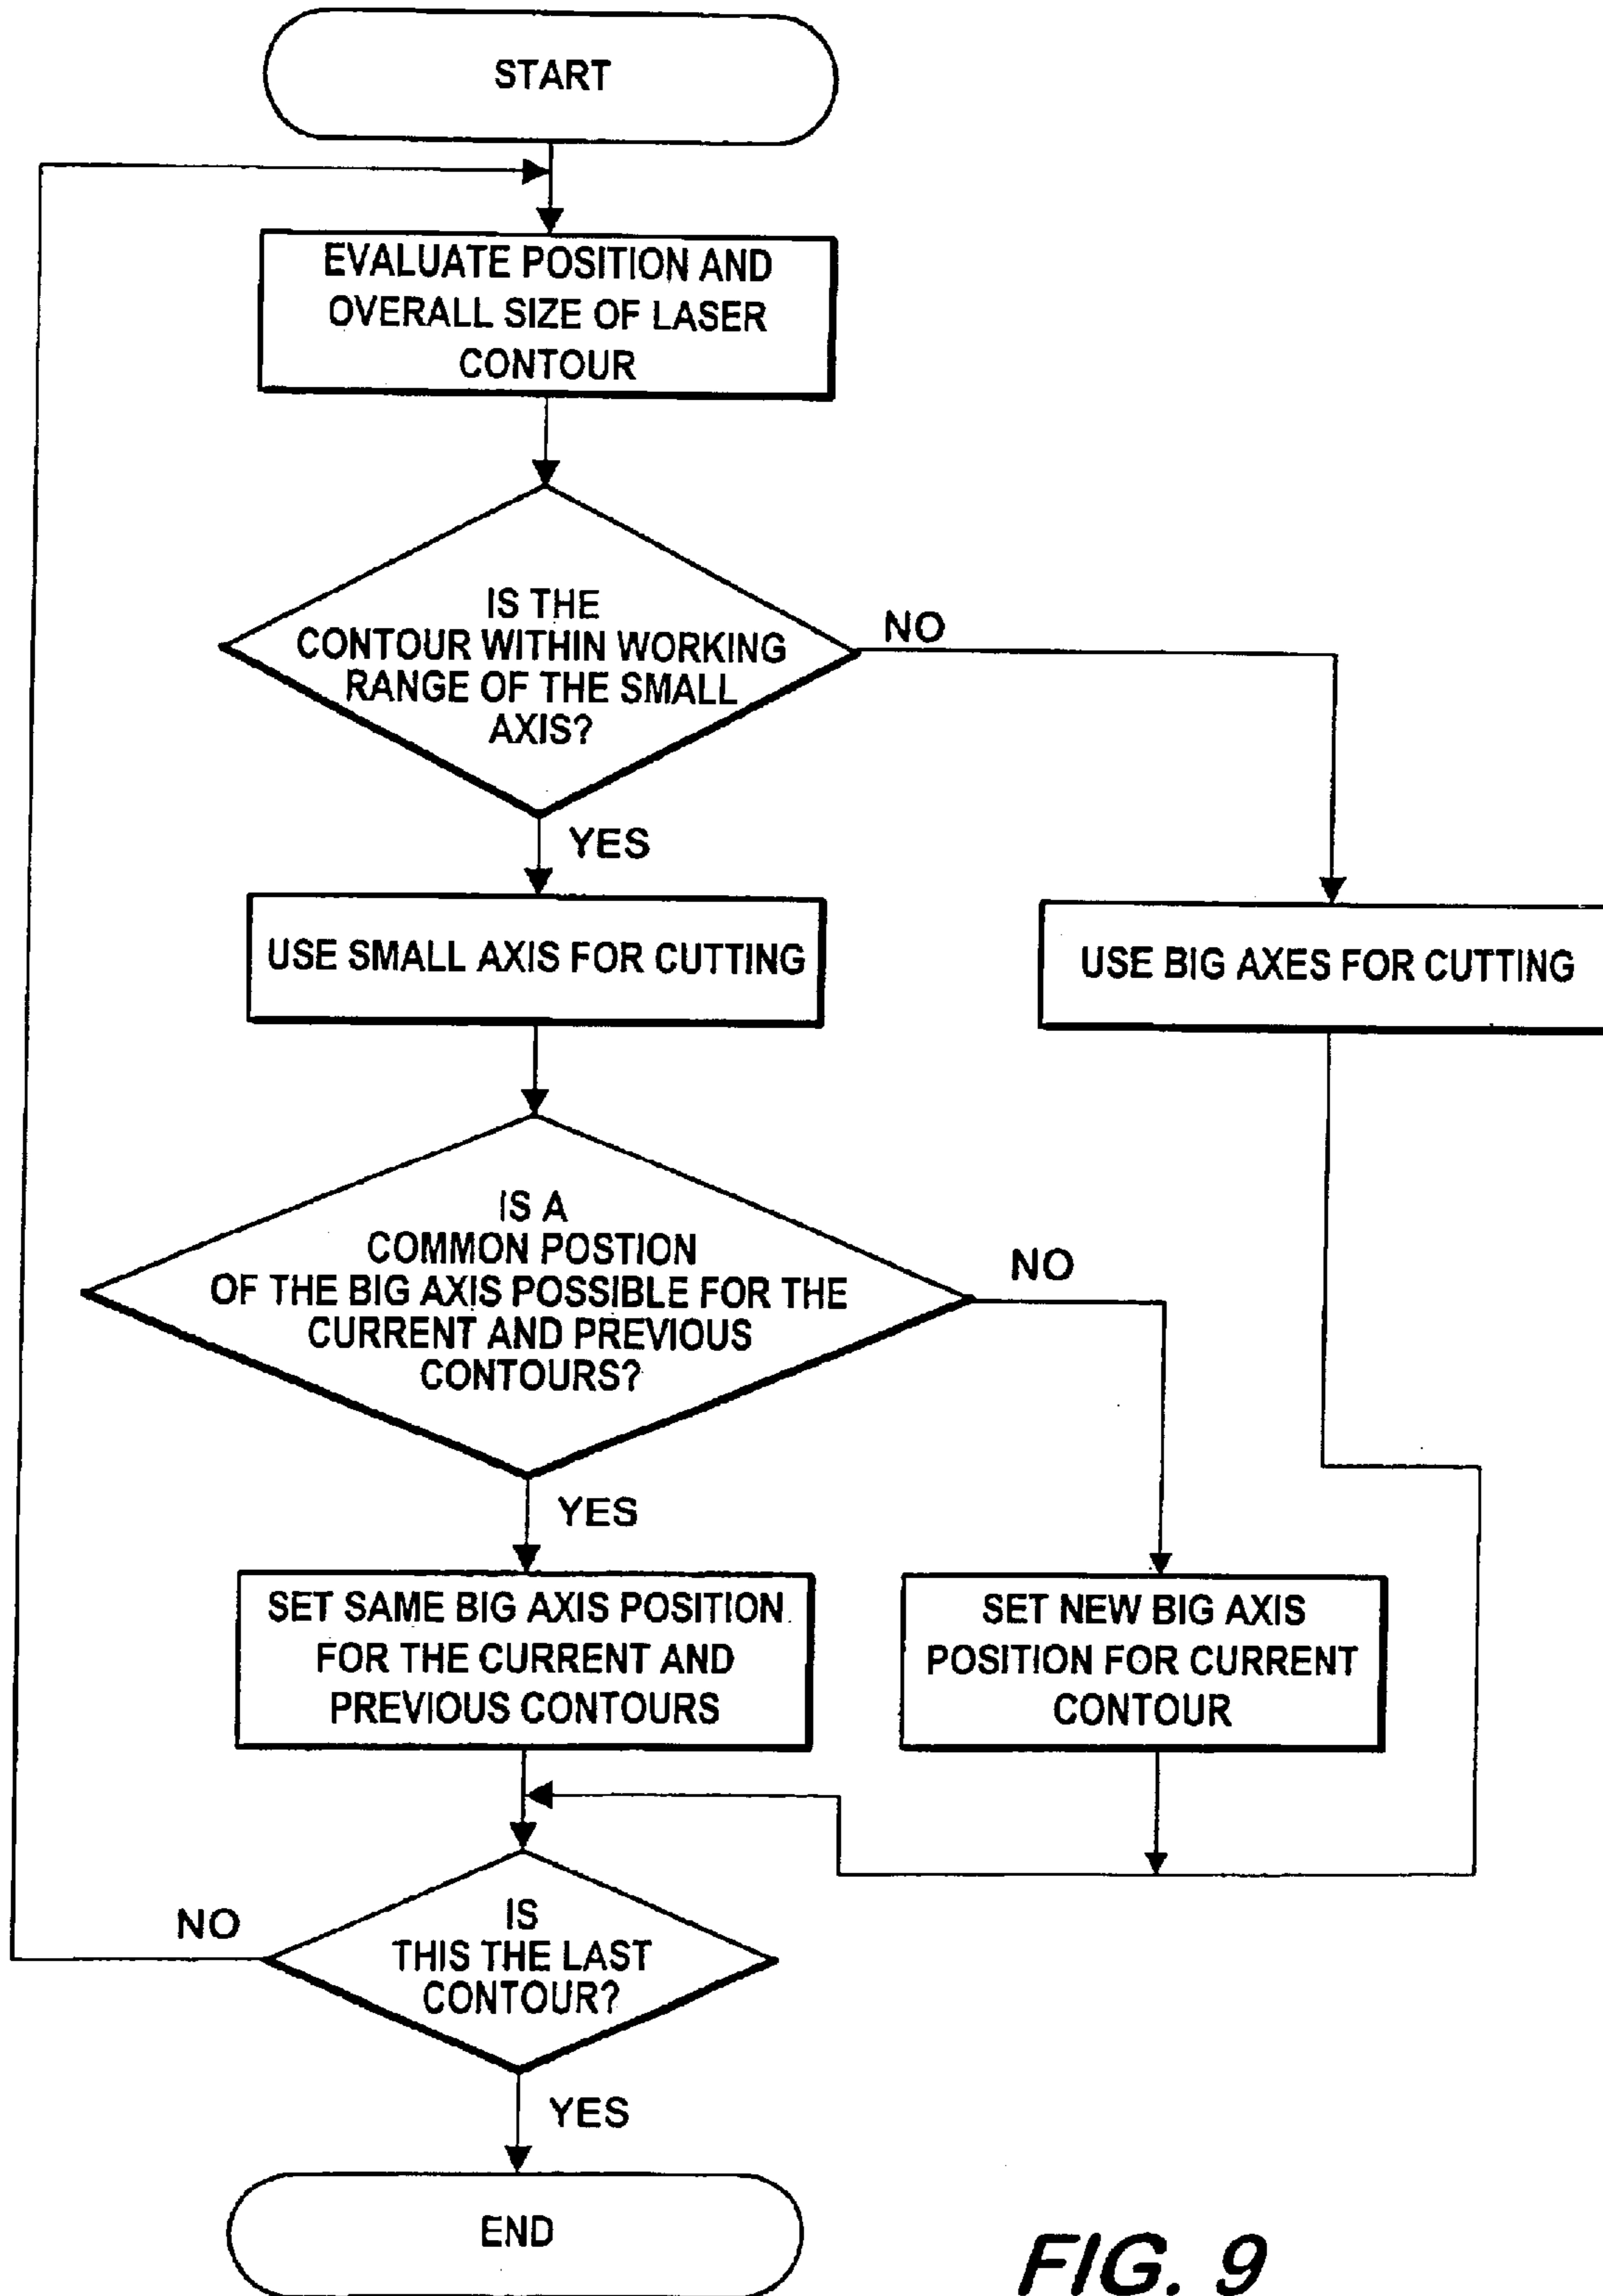 START
EVALUATE POSITION AND
OVERALL SIZE OF LASER
CONTOUR
IS THE
CONTOUR WITHIN WORKING
RANGE OF THE SMALL
AXIS?
NO
YES
USE SMALL AXIS FOR CUTTING
USE BIG AXES FOR CUTTING
IS A
COMMON POSTION
OF THE BIG AXIS POSSIBLE FOR THE
CURRENT AND PREVIOUS
CONTOURS?
NO
YES
SET SAME BIG AXIS POSITION
FOR THE CURRENT AND
PREVIOUS CONTOURS
SET NEW BIG AXIS
POSITION FOR CURRENT
CONTOUR
IS
THIS THE LAST
CONTOUR?
NO
YES
END
FIG. 9